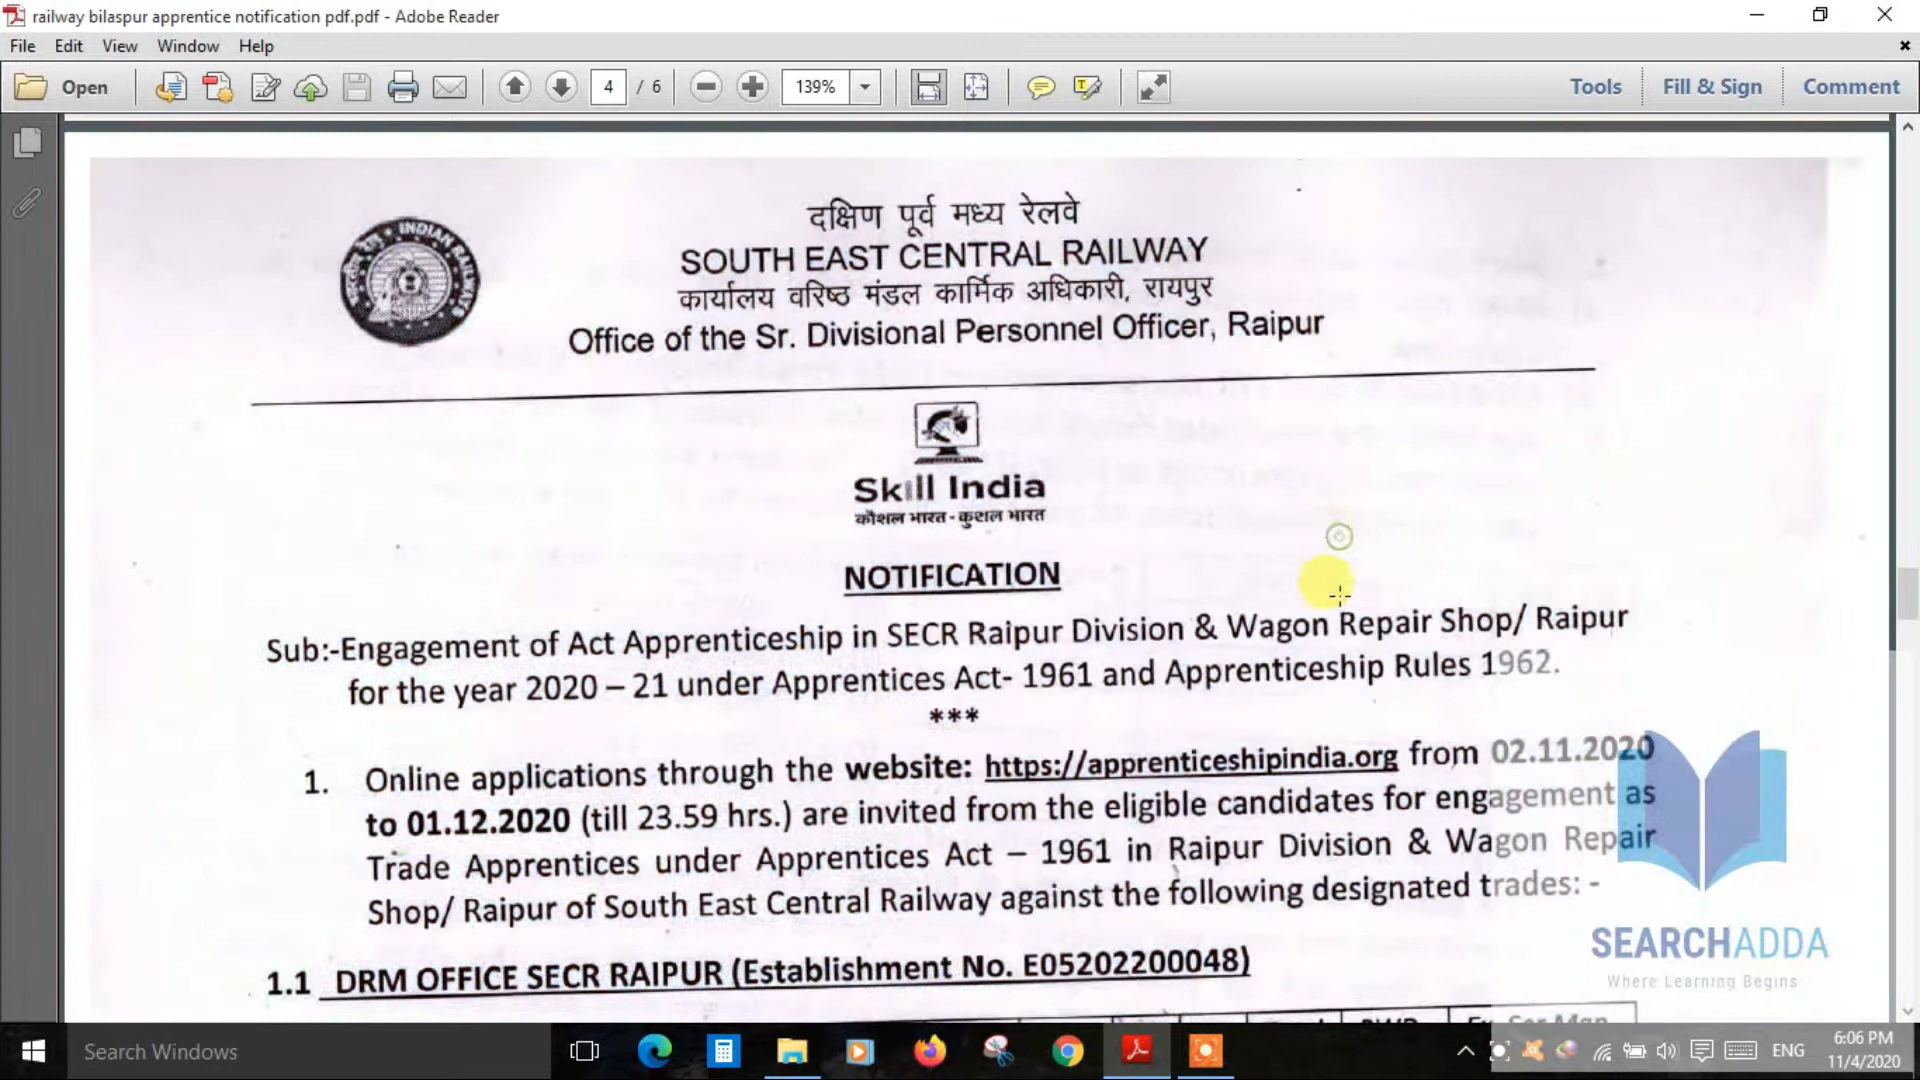 railway bilaspur apprentice notification pdf.pdf - Adobe Reader
File Edit View Window Help
Open 4 / 6 139% Tools Fill & Sign Comment
दक्षिण पूर्व मध्य रेलवे
SOUTH EAST CENTRAL RAILWAY
कार्यालय वरिष्ठ मंडल कार्मिक अधिकारी, रायपुर
Office of the Sr. Divisional Personnel Officer, Raipur
INDIAN RAILWAYS
Skill India
कौशल भारत - कुशल भारत
NOTIFICATION
Sub:-Engagement of Act Apprenticeship in SECR Raipur Division & Wagon Repair Shop/ Raipur
for the year 2020 – 21 under Apprentices Act- 1961 and Apprenticeship Rules 1962.
***
1. Online applications through the website: https://apprenticeshipindia.org from 02.11.2020
to 01.12.2020 (till 23.59 hrs.) are invited from the eligible candidates for engagement as
Trade Apprentices under Apprentices Act – 1961 in Raipur Division & Wagon Repair
Shop/ Raipur of South East Central Railway against the following designated trades: -
SEARCHADDA
Where Learning Begins
1.1 DRM OFFICE SECR RAIPUR (Establishment No. E05202200048)
Search Windows
ENG
6:06 PM
11/4/2020